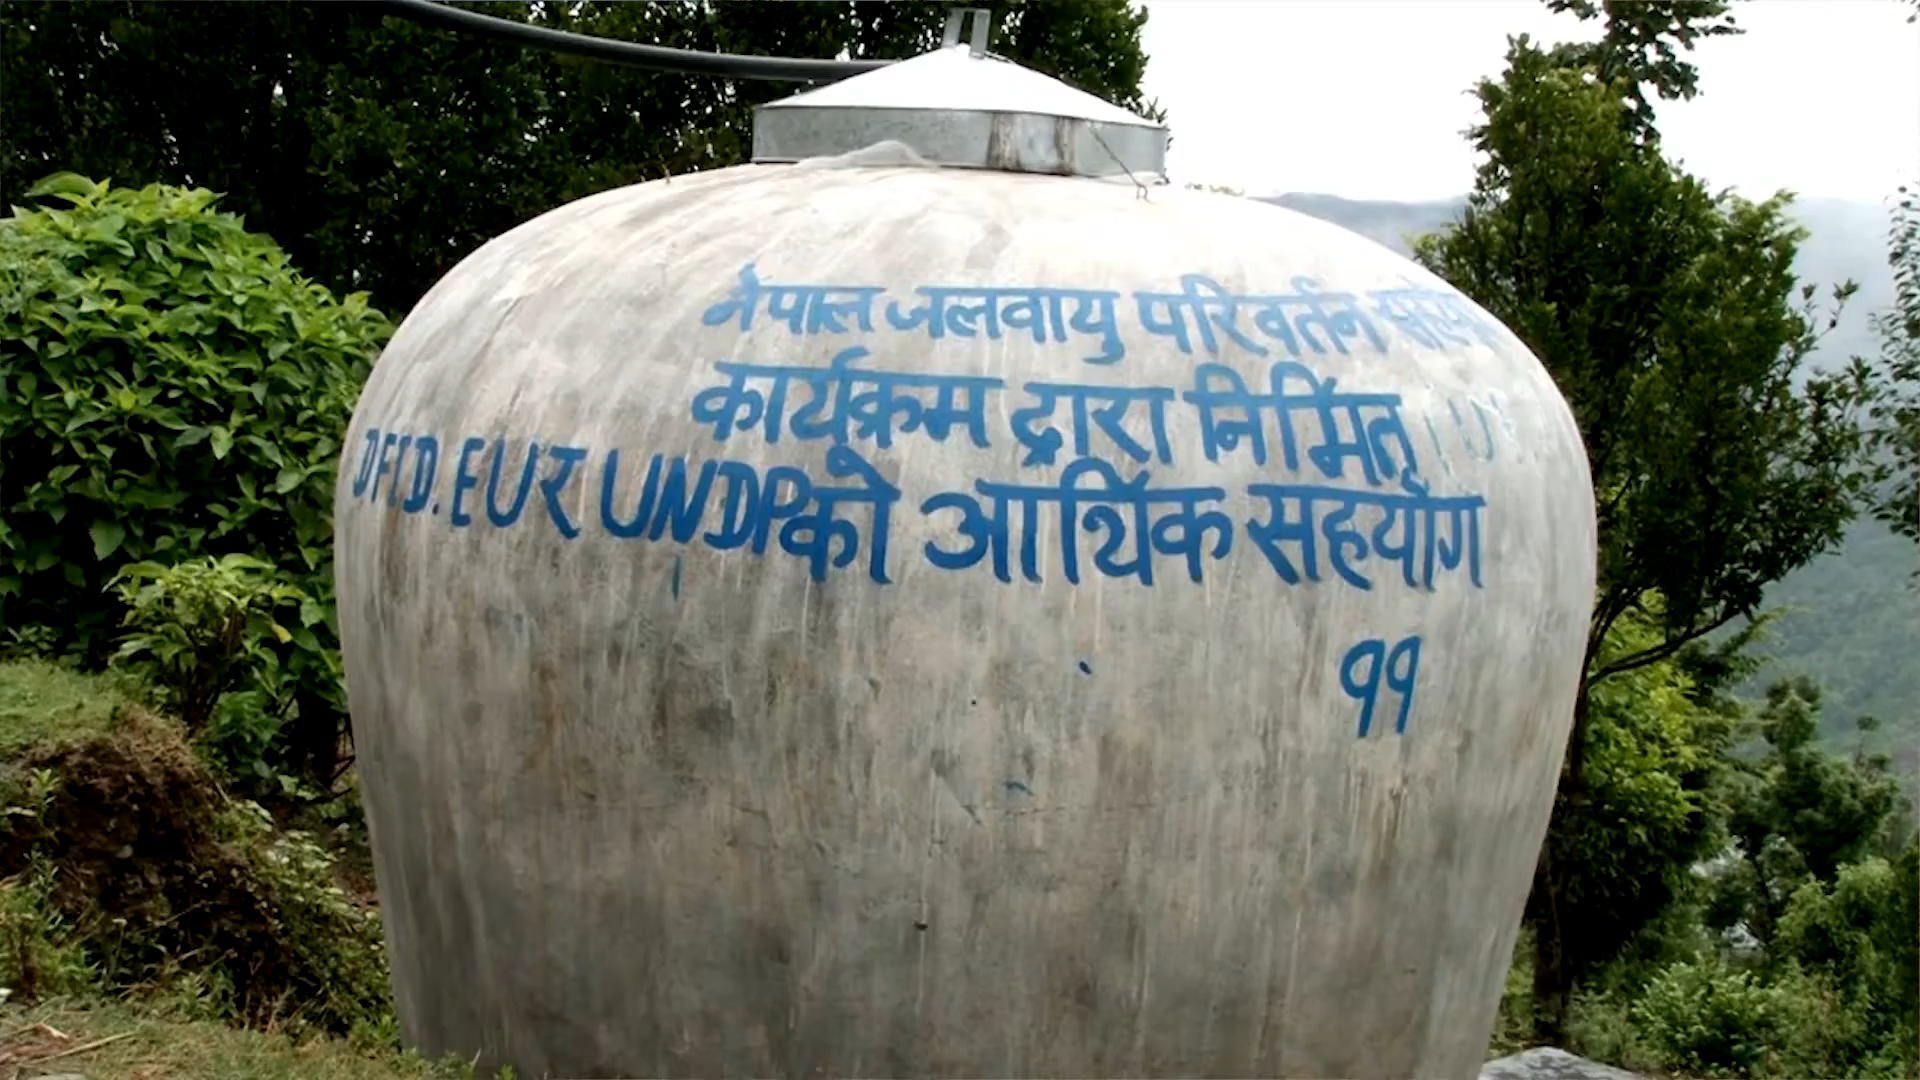 नेपाल जलवायु परिवर्तन
कार्यक्रम द्वारा निर्मित
DFID. EU र UNDPको आर्थिक सहयोग
११